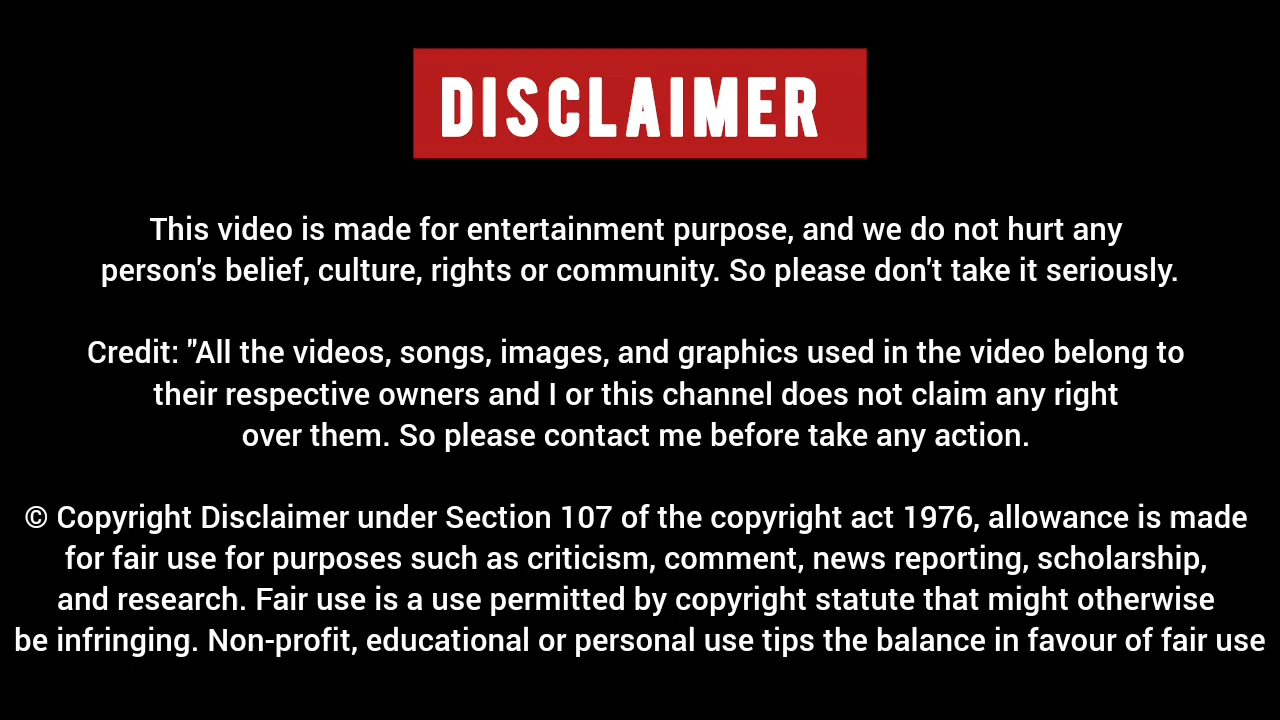 DISCLAIMER
This video is made for entertainment purpose, and we do not hurt any
person's belief, culture, rights or community. So please don't take it seriously.
Credit: "All the videos, songs, images, and graphics used in the video belong to
their respective owners and I or this channel does not claim any right
over them. So please contact me before take any action.
© Copyright Disclaimer under Section 107 of the copyright act 1976, allowance is made
for fair use for purposes such as criticism, comment, news reporting, scholarship,
and research. Fair use is a use permitted by copyright statute that might otherwise
be infringing. Non-profit, educational or personal use tips the balance in favour of fair use